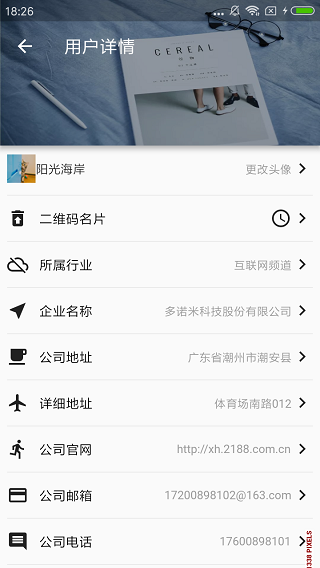 18:26
用户详情
CEREAL
阳光海岸 更改头像
二维码名片
所属行业 互联网频道
企业名称 多诺米科技股份有限公司
公司地址 广东省潮州市潮安县
详细地址 体育场南路012
公司官网 http://xh.2188.com.cn
公司邮箱 17200898102@163.com
公司电话 17600898101
1338 PIXELS